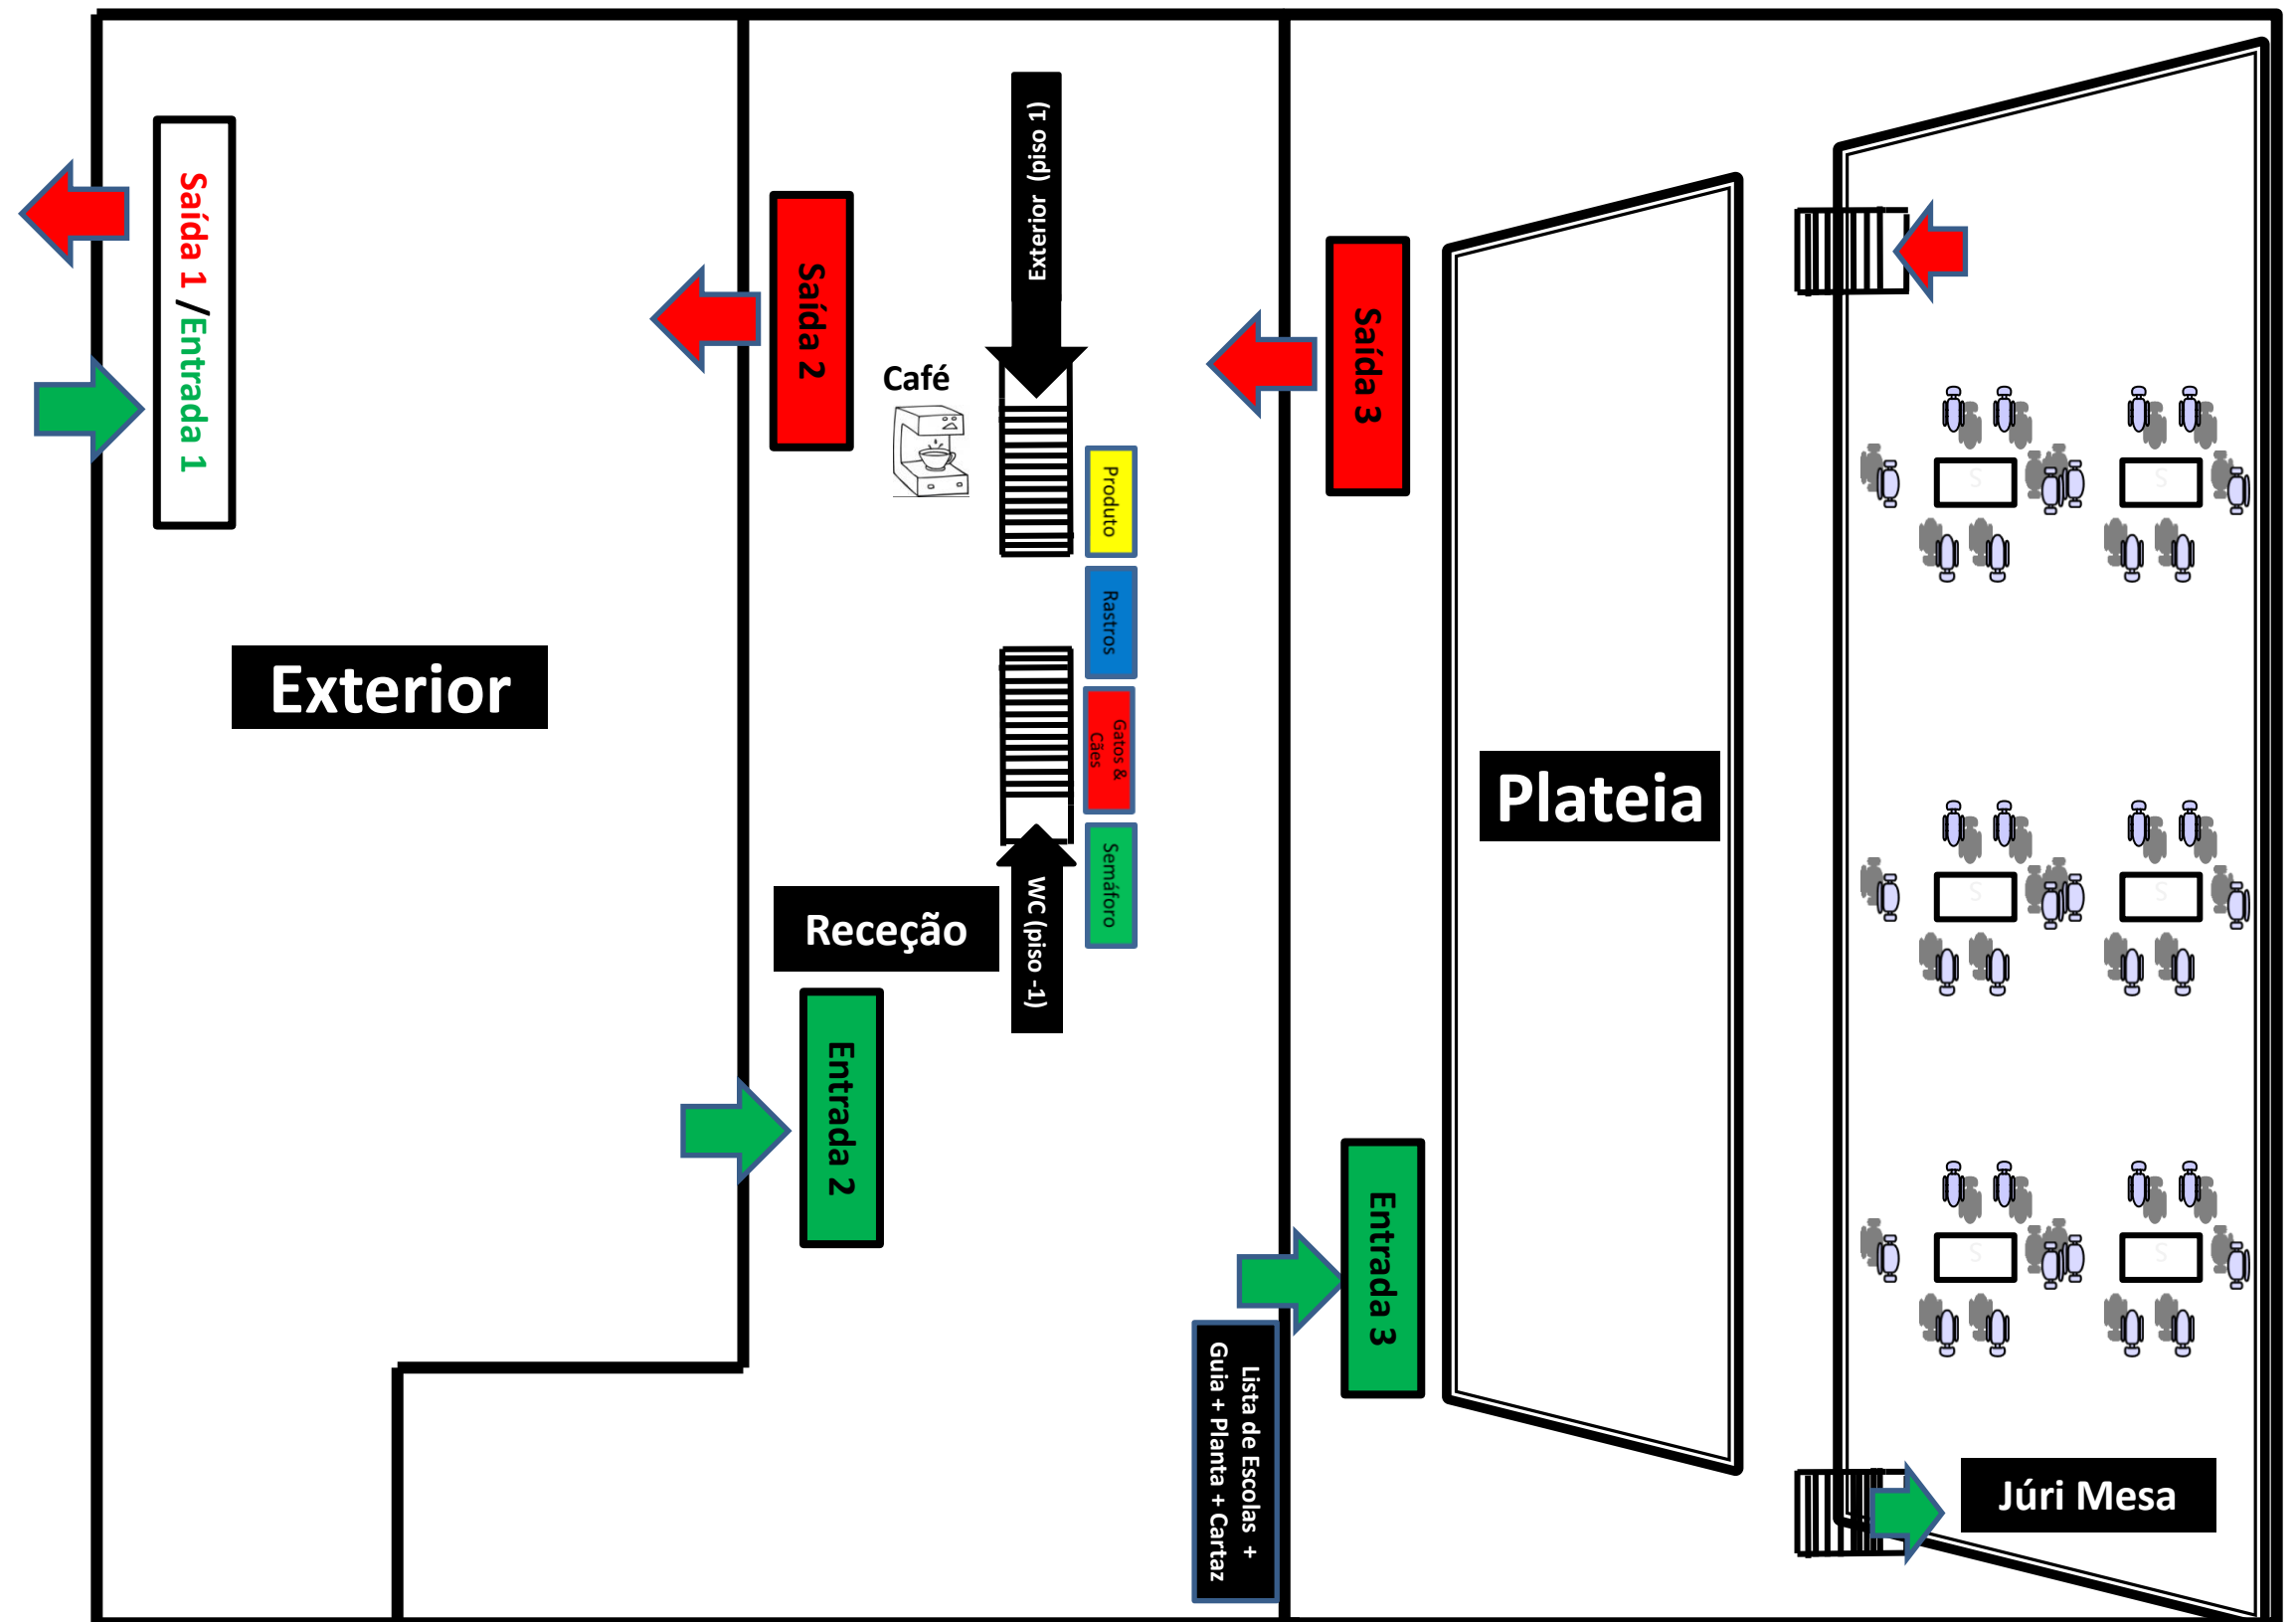 Saída 1 /Entrada 1
Exterior
Saída 2
Café
Exterior (piso 1)
Produto
Rastros
Gatos &
Cães
Semáforo
WC (piso -1)
Receção
Entrada 2
Saída 3
Entrada 3
Lista de Escolas +
Guia + Planta + Cartaz
Plateia
S
S
S
S
S
S
Júri Mesa